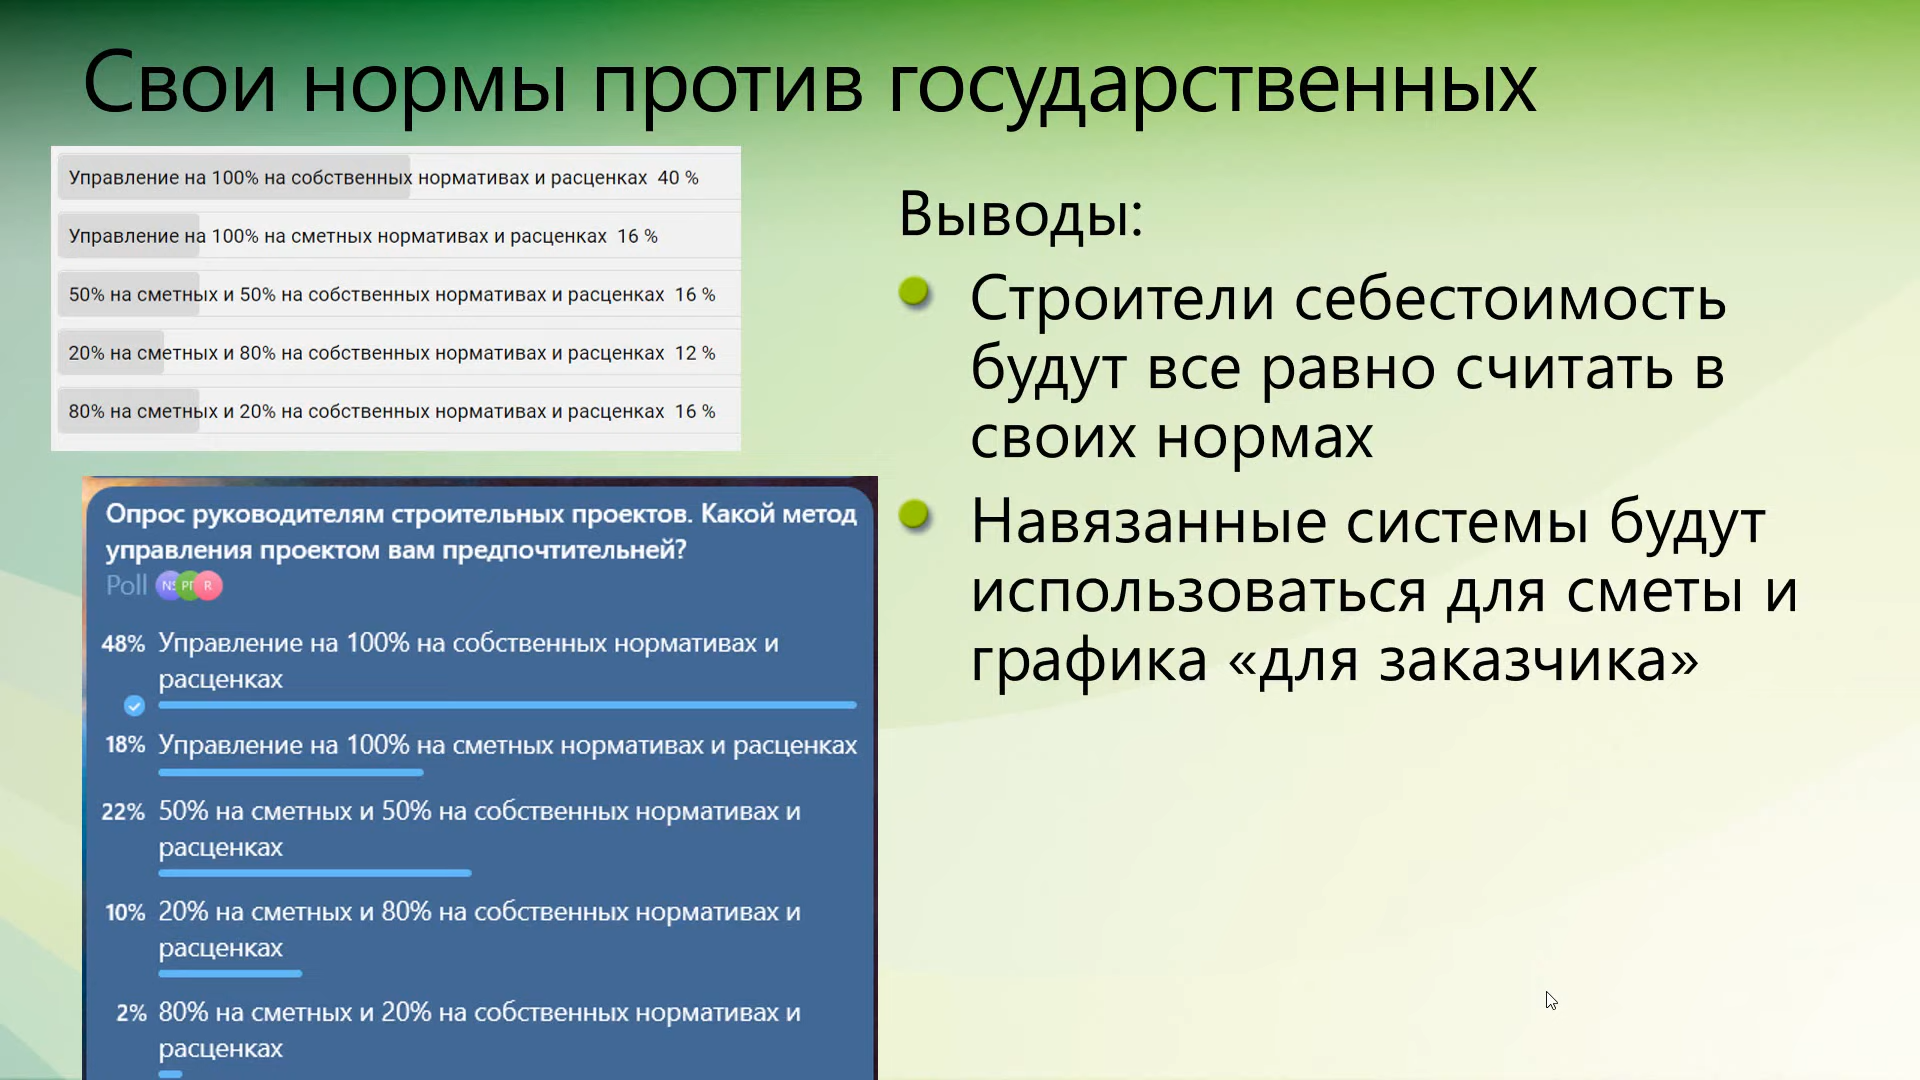 Свои нормы против государственных
Управление на 100% на собственных нормативах и расценках 40 %
Управление на 100% на сметных нормативах и расценках 16 %
50% на сметных и 50% на собственных нормативах и расценках 16 %
20% на сметных и 80% на собственных нормативах и расценках 12 %
80% на сметных и 20% на собственных нормативах и расценках 16 %
Опрос руководителям строительных проектов. Какой метод
управления проектом вам предпочтительней?
Poll NS PR R
48% Управление на 100% на собственных нормативах и
расценках
18% Управление на 100% на сметных нормативах и расценках
22% 50% на сметных и 50% на собственных нормативах и
расценках
10% 20% на сметных и 80% на собственных нормативах и
расценках
2% 80% на сметных и 20% на собственных нормативах и
расценках
Выводы:
Строители себестоимость
будут все равно считать в
своих нормах
Навязанные системы будут
использоваться для сметы и
графика «для заказчика»